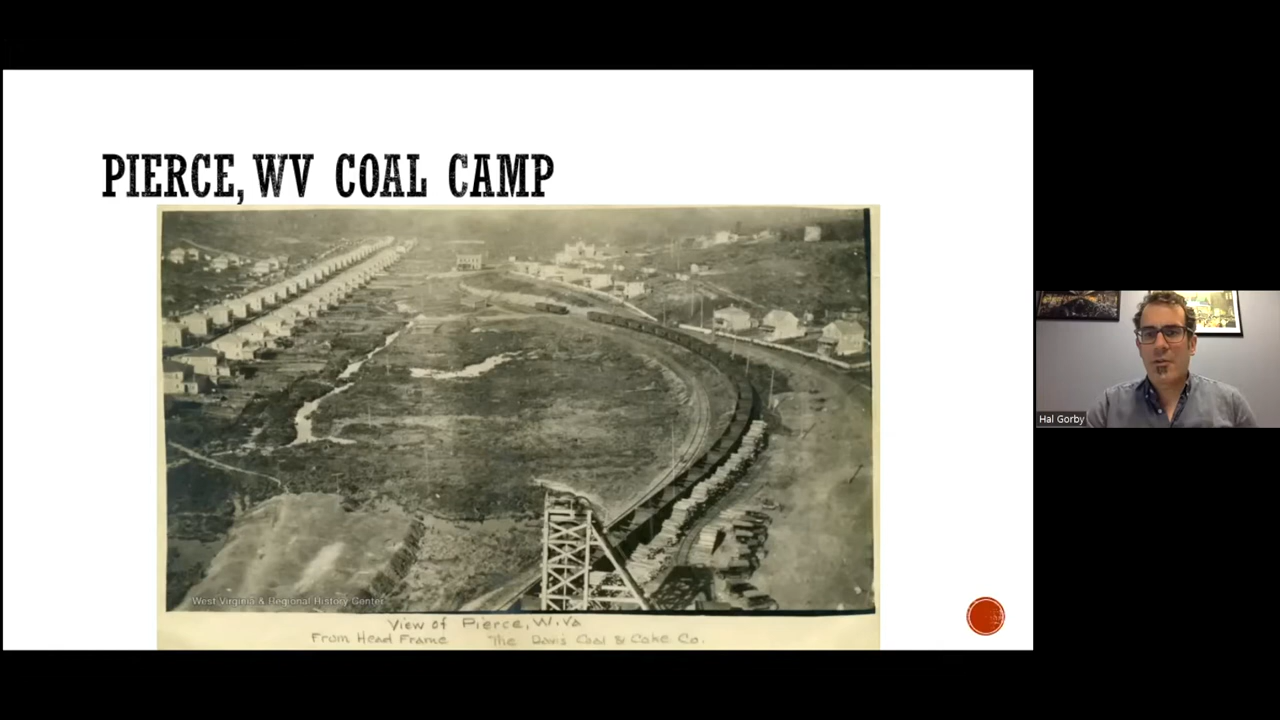 PIERCE, WV COAL CAMP
West Virginia & Regional History Center
View of Pierce, W.Va
From Head Frame The Davis Coal & Coke Co.
Hal Gorby